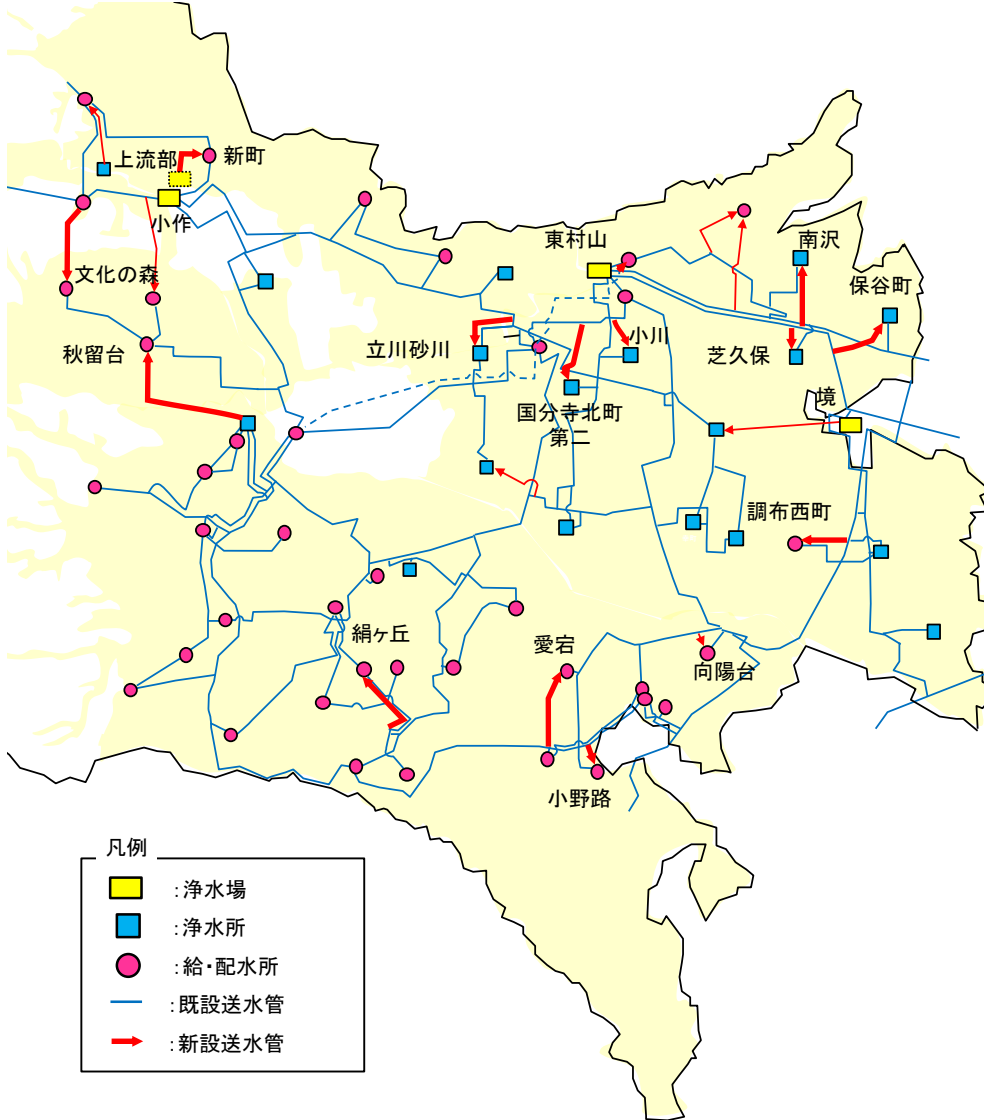 上流部
新町
小作
東村山
南沢
文化の森
保谷町
秋留台
立川砂川
小川
芝久保
国分寺北町
第二
境
調布西町
絹ヶ丘
愛宕
向陽台
小野路
凡例
:浄水場
:浄水所
:給・配水所
:既設送水管
:新設送水管